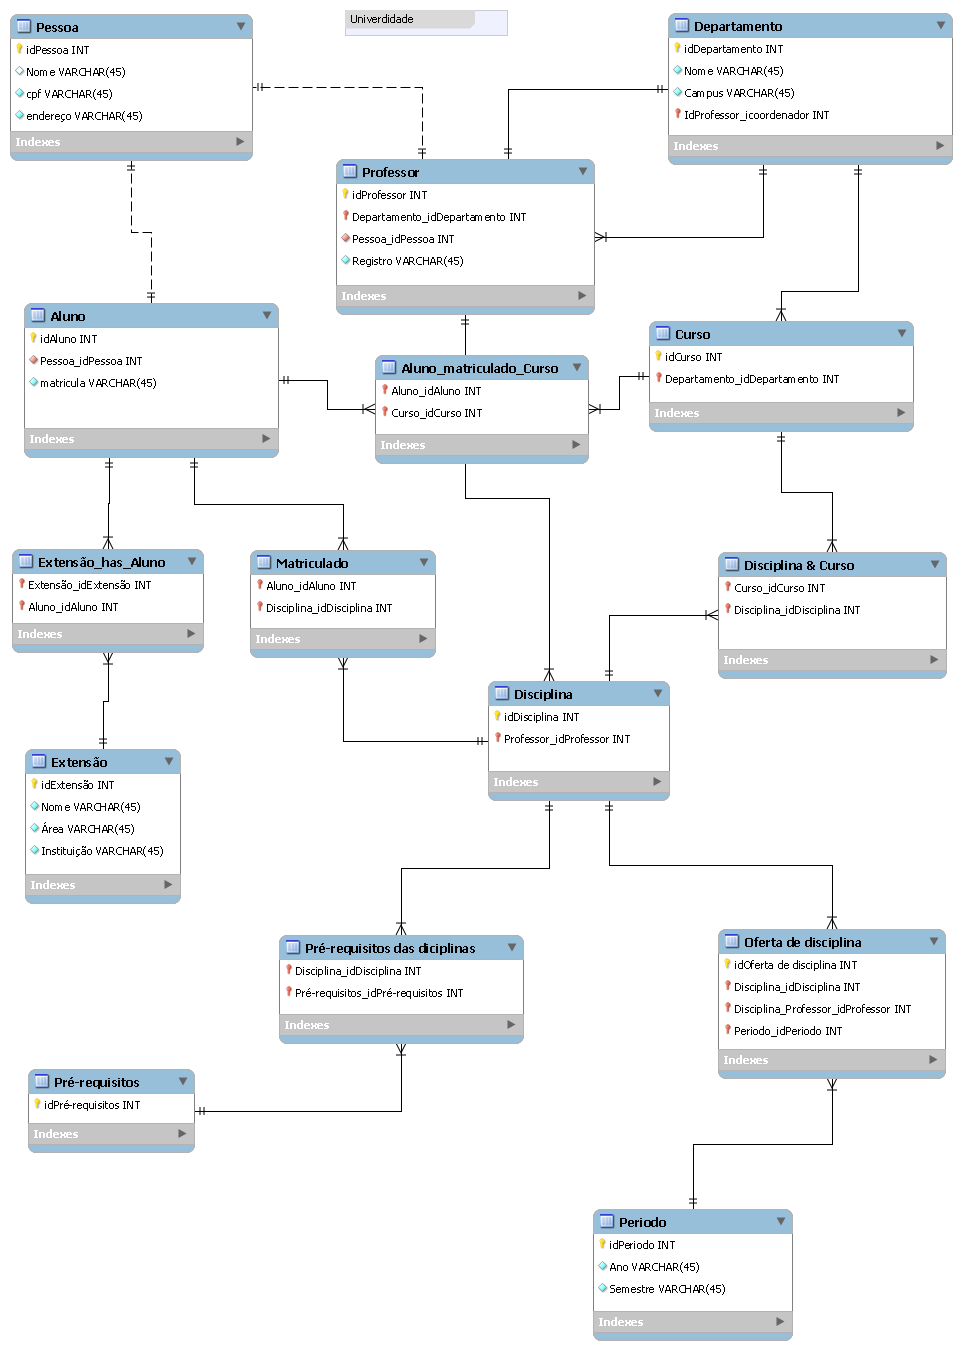 Univerdidade
Pessoa
idPessoa INT
Nome VARCHAR(45)
cpf VARCHAR(45)
endereço VARCHAR(45)
Indexes
Departamento
idDepartamento INT
Nome VARCHAR(45)
Campus VARCHAR(45)
IdProfessor_icoordenador INT
Indexes
Professor
idProfessor INT
Departamento_idDepartamento INT
Pessoa_idPessoa INT
Registro VARCHAR(45)
Indexes
Aluno
idAluno INT
Pessoa_idPessoa INT
matricula VARCHAR(45)
Indexes
Aluno_matriculado_Curso
Aluno_idAluno INT
Curso_idCurso INT
Indexes
Curso
idCurso INT
Departamento_idDepartamento INT
Indexes
Extensão_has_Aluno
Extensão_idExtensão INT
Aluno_idAluno INT
Indexes
Matriculado
Aluno_idAluno INT
Disciplina_idDisciplina INT
Indexes
Disciplina & Curso
Curso_idCurso INT
Disciplina_idDisciplina INT
Indexes
Disciplina
idDisciplina INT
Professor_idProfessor INT
Indexes
Extensão
idExtensão INT
Nome VARCHAR(45)
Área VARCHAR(45)
Instituição VARCHAR(45)
Indexes
Pré-requisitos das diciplinas
Disciplina_idDisciplina INT
Pré-requisitos_idPré-requisitos INT
Indexes
Oferta de disciplina
idOferta de disciplina INT
Disciplina_idDisciplina INT
Disciplina_Professor_idProfessor INT
Periodo_idPeriodo INT
Indexes
Pré-requisitos
idPré-requisitos INT
Indexes
Periodo
idPeriodo INT
Ano VARCHAR(45)
Semestre VARCHAR(45)
Indexes